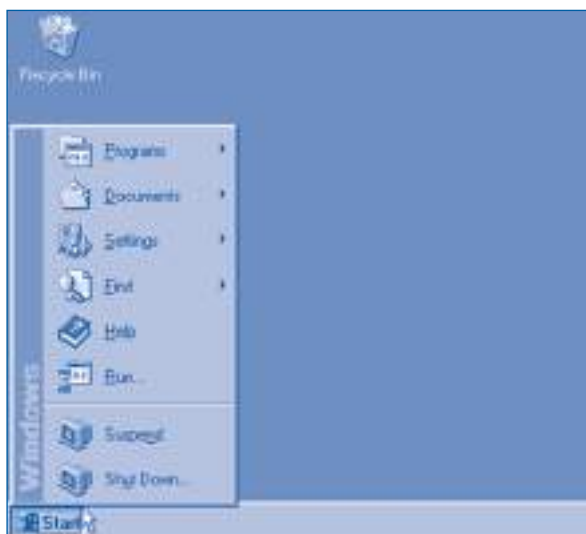 Recycle Bin
Programs
Documents
Settings
Find
Help
Run...
Suspend
Shut Down...
Windows
Start